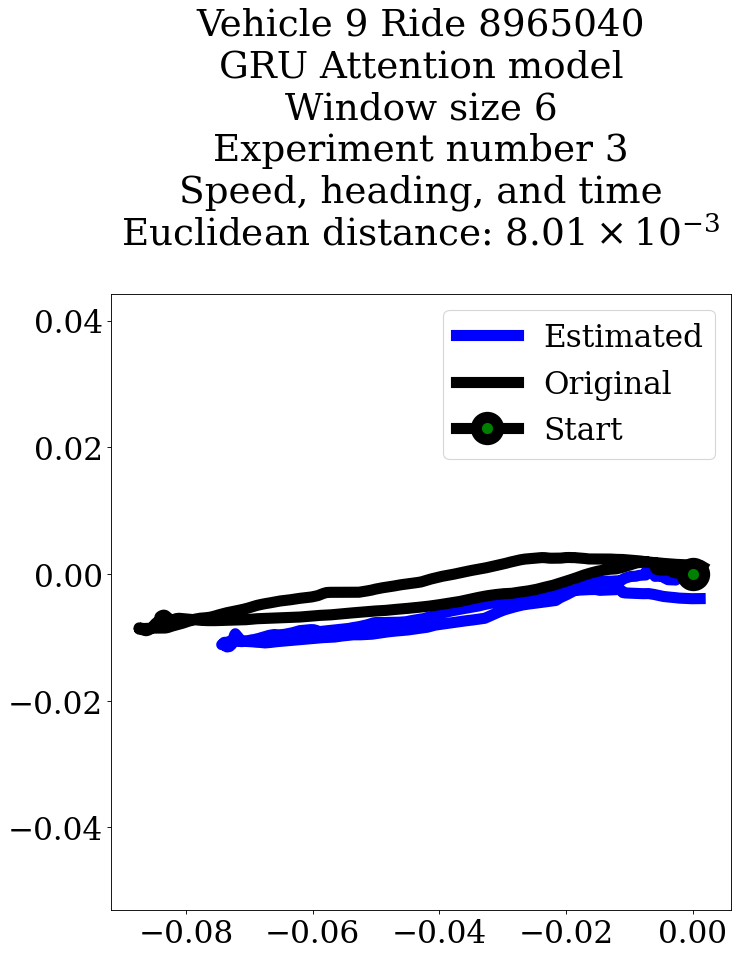 Vehicle 9 Ride 8965040
GRU Attention model
Window size 6
Experiment number 3
Speed, heading, and time
Euclidean distance: 8.01 × 10⁻³
Estimated
Original
Start
0.04
0.02
0.00
−0.02
−0.04
−0.08 −0.06 −0.04 −0.02 0.00